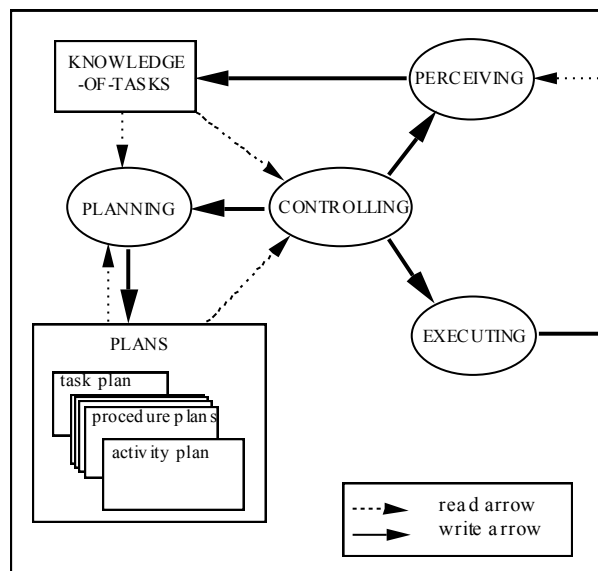 KNOWLEDGE
-OF-TASKS
PERCEIVING
PLANNING
CONTROLLING
EXECUTING
PLANS
task plan
procedure plans
activity plan
read arrow
write arrow